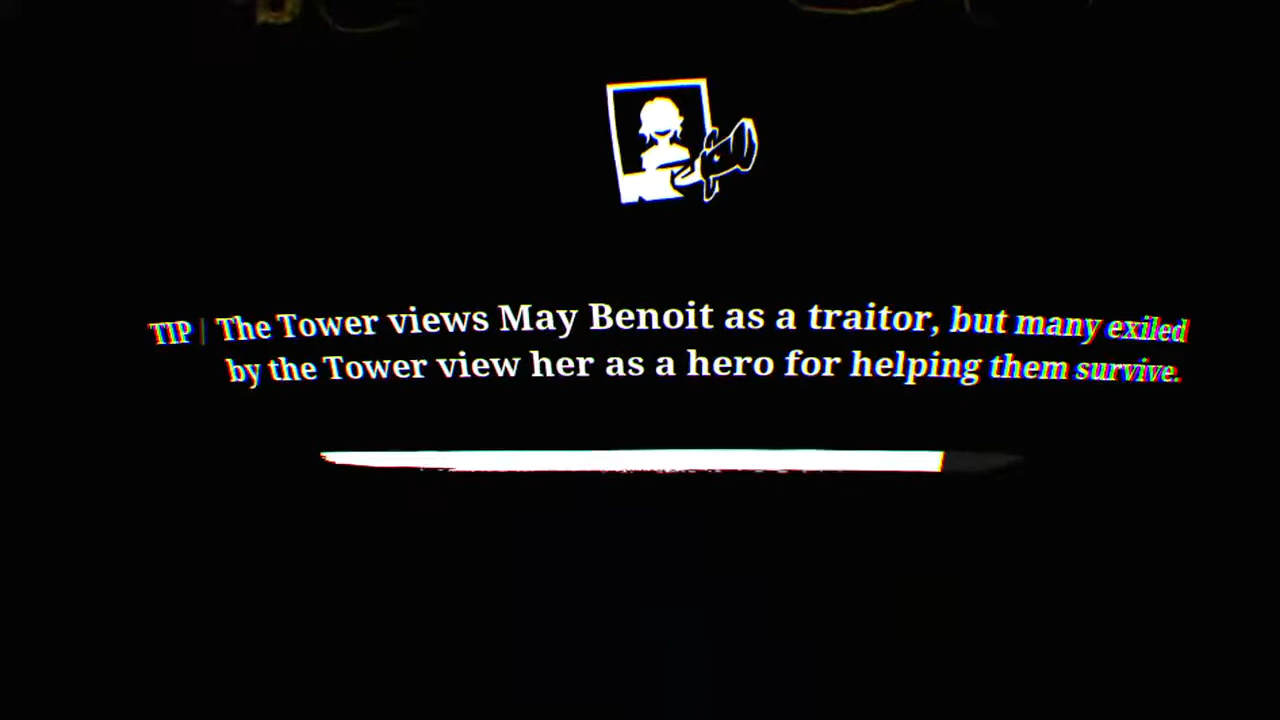 TIP | The Tower views May Benoit as a traitor, but many exiled
by the Tower view her as a hero for helping them survive.